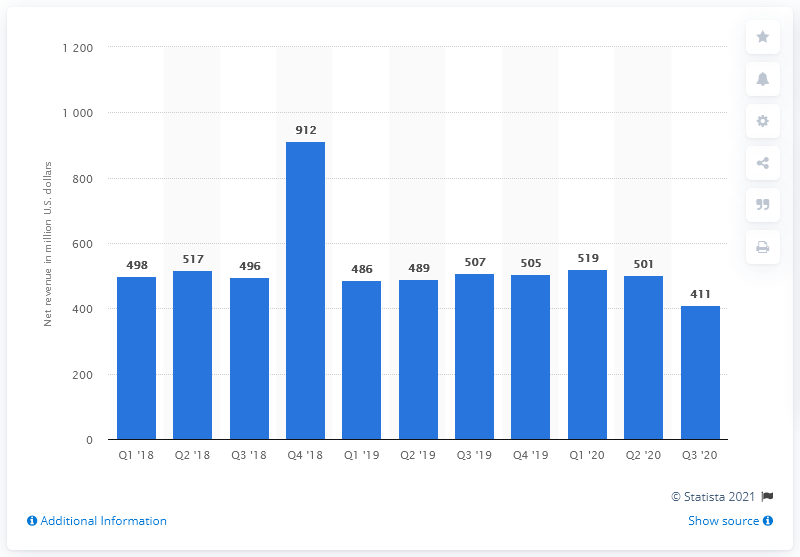 Net revenue in million U.S. dollars
1 200
1 000
800
600
400
200
0
498
517
496
912
486
489
507
505
519
501
411
Q1 '18
Q2 '18
Q3 '18
Q4 '18
Q1 '19
Q2 '19
Q3 '19
Q4 '19
Q1 '20
Q2 '20
Q3 '20
© Statista 2021
Additional Information
Show source